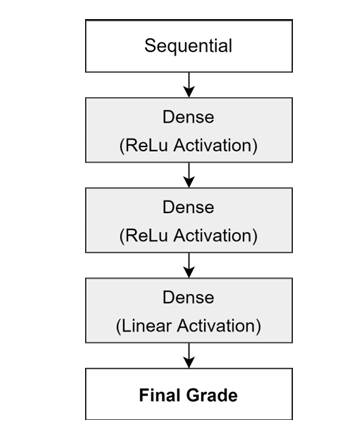 Sequential
Dense
(ReLu Activation)
Dense
(ReLu Activation)
Dense
(Linear Activation)
Final Grade